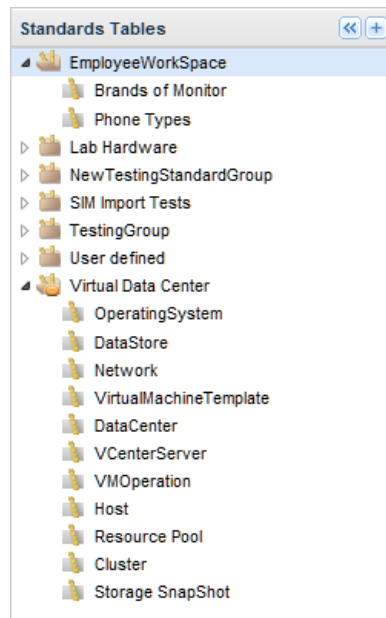 Standards Tables
EmployeeWorkSpace
Brands of Monitor
Phone Types
Lab Hardware
NewTestingStandardGroup
SIM Import Tests
TestingGroup
User defined
Virtual Data Center
OperatingSystem
DataStore
Network
VirtualMachineTemplate
DataCenter
VCenterServer
VMOperation
Host
Resource Pool
Cluster
Storage SnapShot